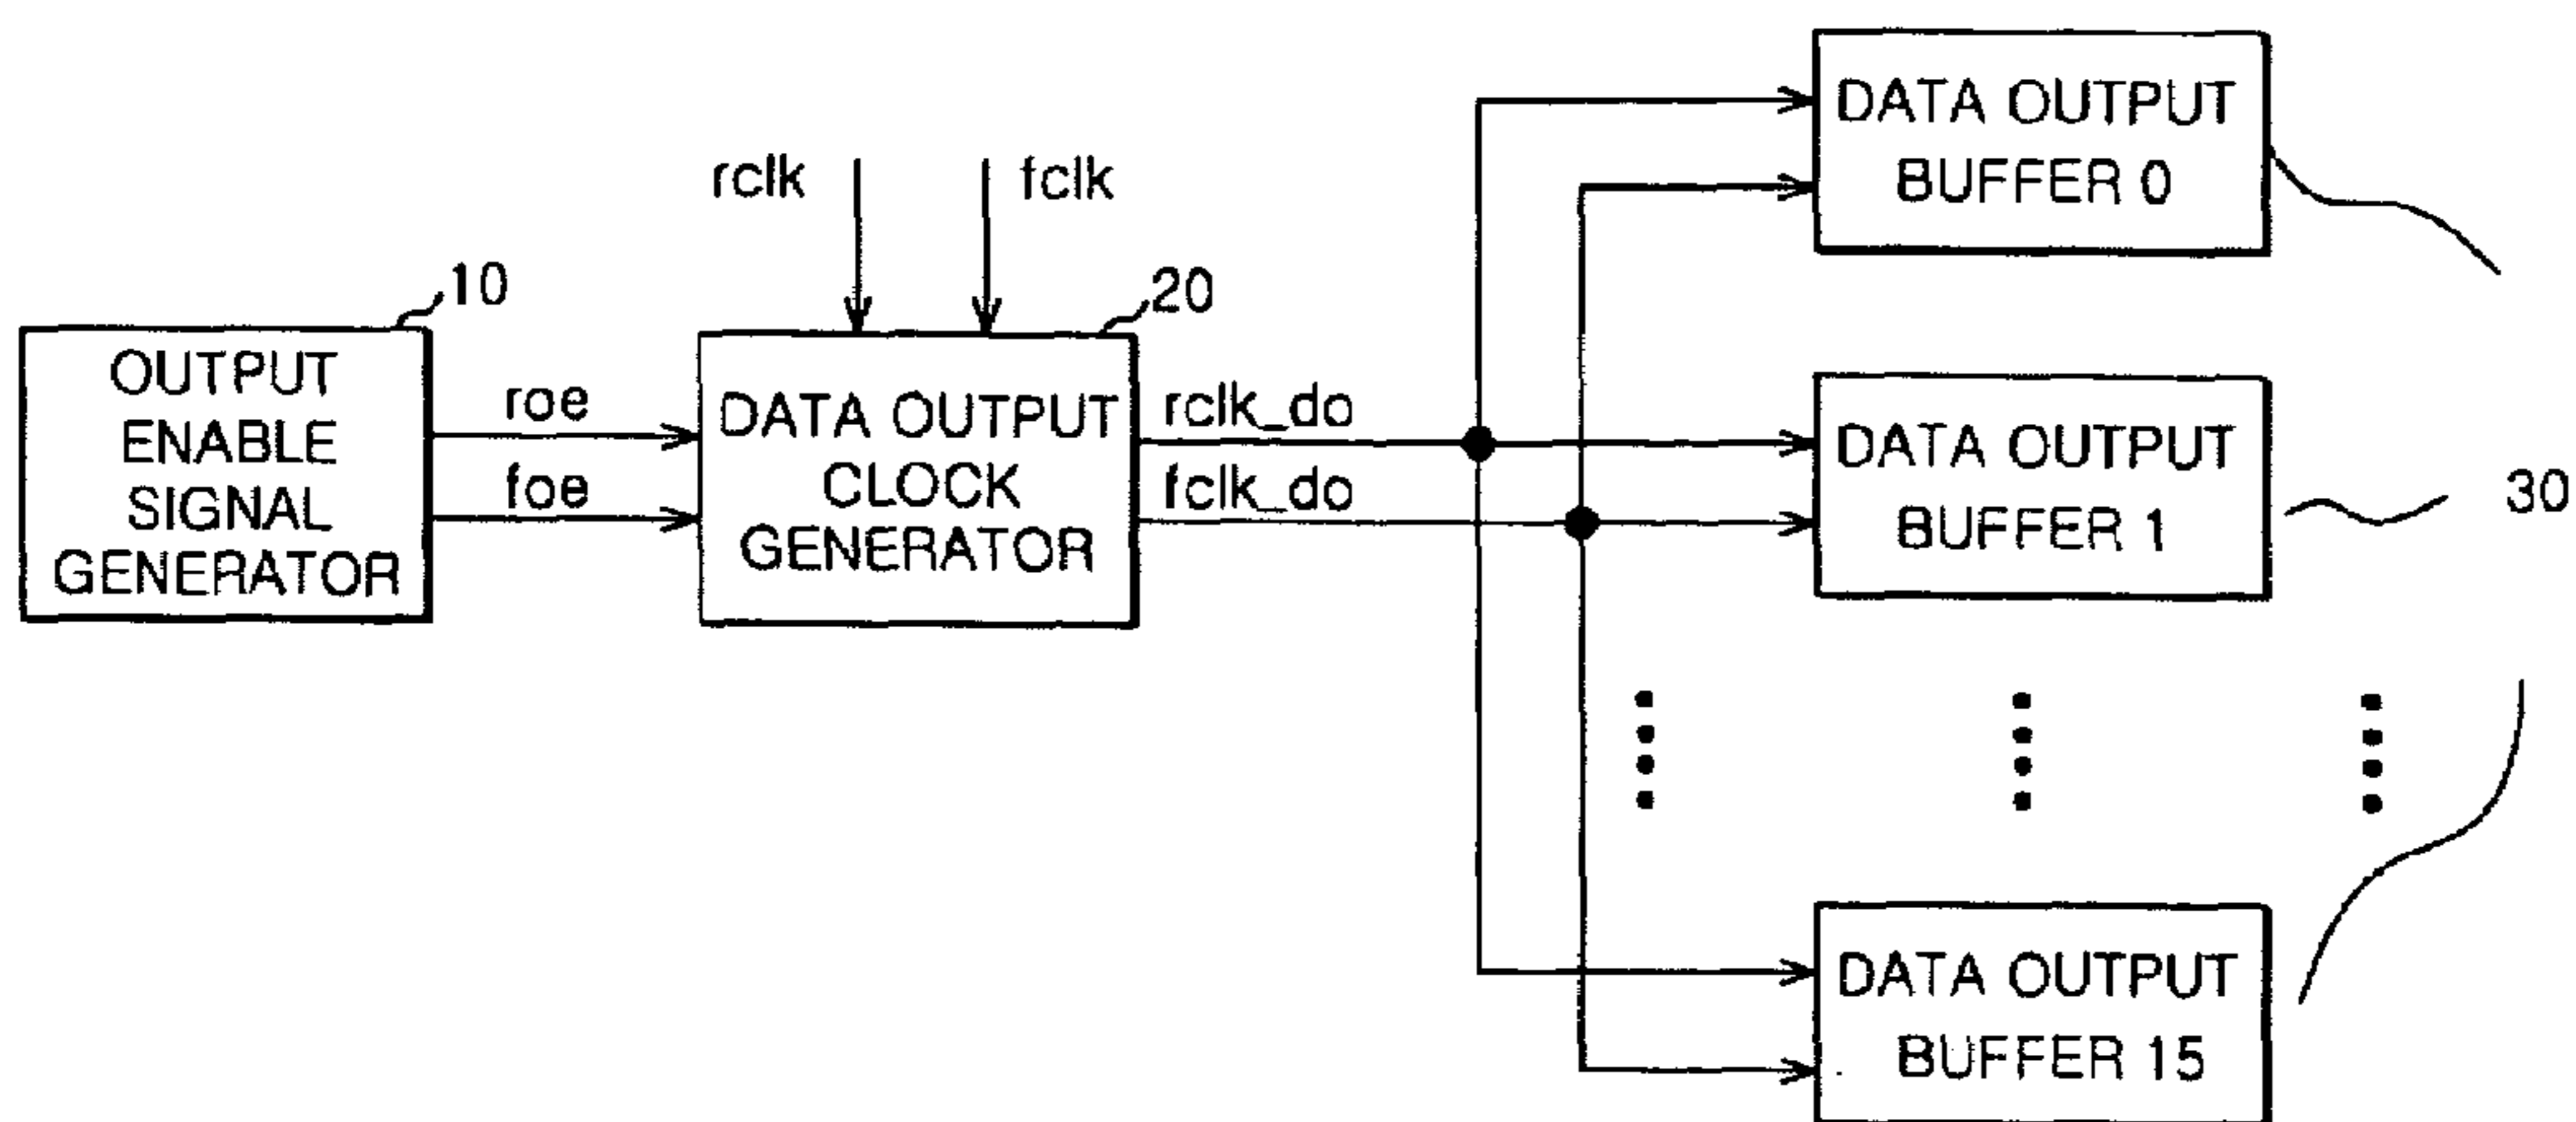 10
OUTPUT
ENABLE
SIGNAL
GENERATOR
roe
foe
rclk
fclk
20
DATA OUTPUT
CLOCK
GENERATOR
rclk_do
fclk_do
DATA OUTPUT
BUFFER 0
DATA OUTPUT
BUFFER 1
30
DATA OUTPUT
BUFFER 15